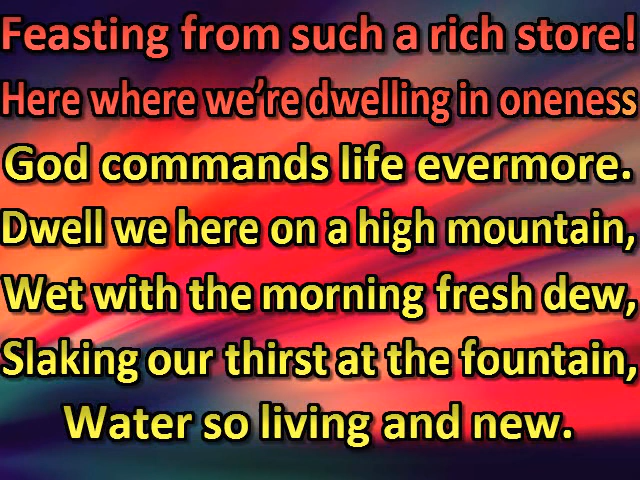 Feasting from such a rich store!
Here where we’re dwelling in oneness
God commands life evermore.
Dwell we here on a high mountain,
Wet with the morning fresh dew,
Slaking our thirst at the fountain,
Water so living and new.